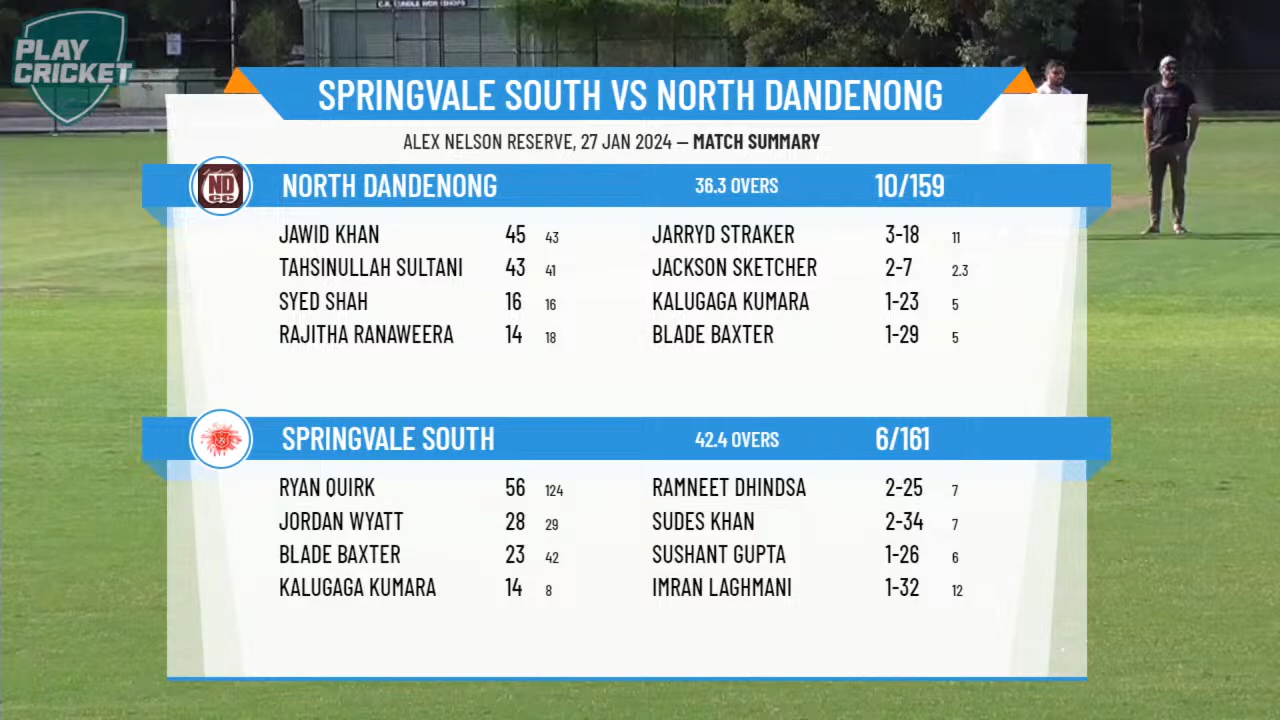 C.R. TUNDLE WORKSHOPS
PLAY
CRICKET
SPRINGVALE SOUTH VS NORTH DANDENONG
ALEX NELSON RESERVE, 27 JAN 2024 – MATCH SUMMARY
ND
CC
NORTH DANDENONG 36.3 OVERS 10/159
JAWID KHAN 45 43 JARRYD STRAKER 3-18 11
TAHSINULLAH SULTANI 43 41 JACKSON SKETCHER 2-7 2.3
SYED SHAH 16 16 KALUGAGA KUMARA 1-23 5
RAJITHA RANAWEERA 14 18 BLADE BAXTER 1-29 5
SPRINGVALE SOUTH 42.4 OVERS 6/161
RYAN QUIRK 56 124 RAMNEET DHINDSA 2-25 7
JORDAN WYATT 28 29 SUDES KHAN 2-34 7
BLADE BAXTER 23 42 SUSHANT GUPTA 1-26 6
KALUGAGA KUMARA 14 8 IMRAN LAGHMANI 1-32 12